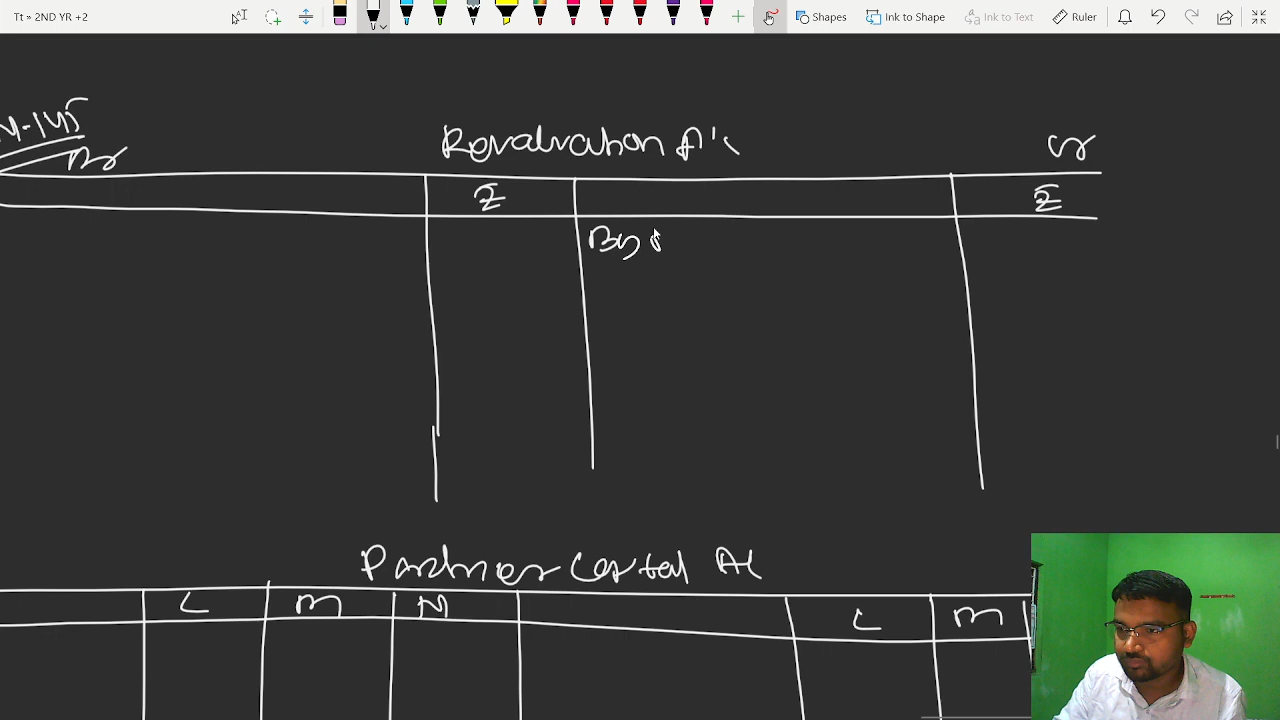 Tt » 2ND YR +2
Shapes Ink to Shape Ink to Text Ruler
Revaluation A/c
Dr Cr
₹ ₹
By
Partner Capital A/c
L M N L M